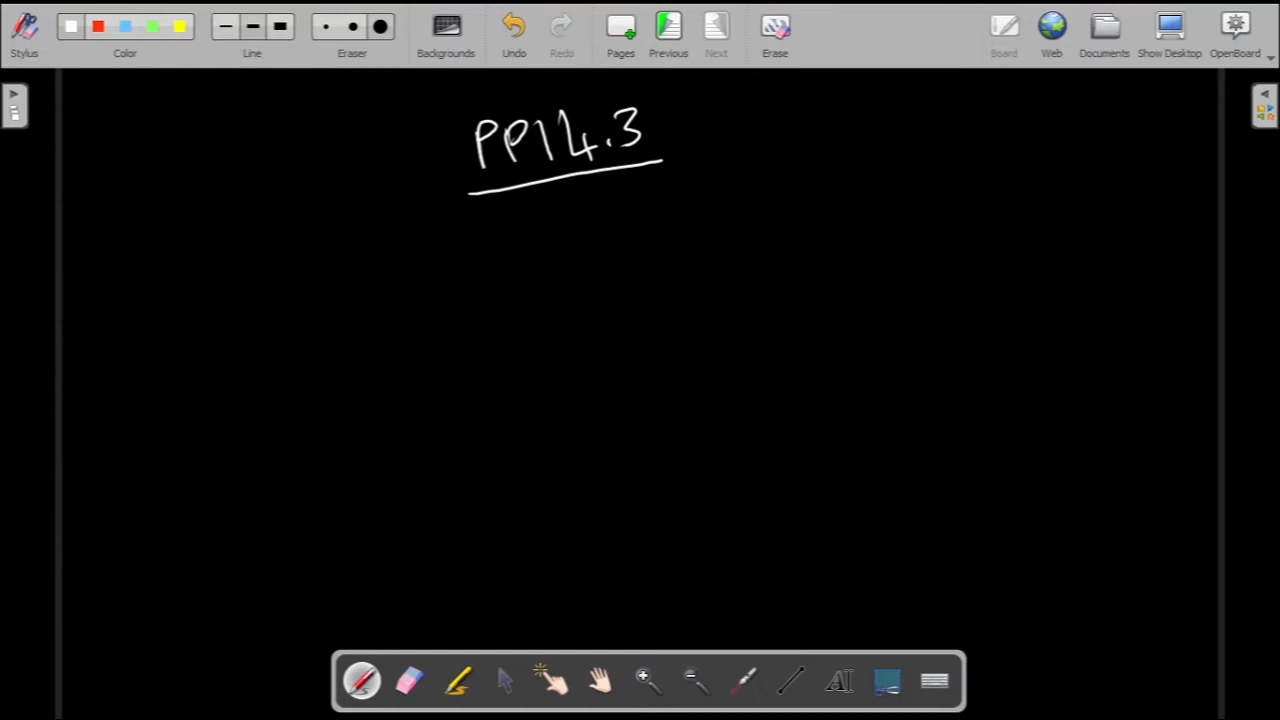 Stylus Color Line Eraser Backgrounds Undo Redo Pages Previous Next Erase Board Web Documents Show Desktop OpenBoard
PP14.3
AI